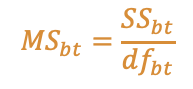 MS_bt = SS_bt / df_bt